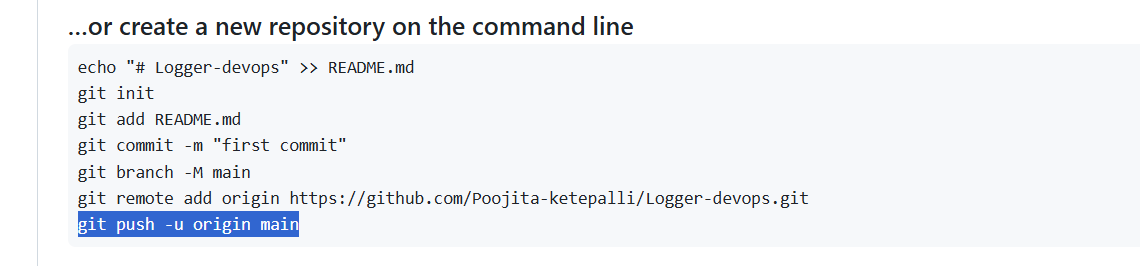 ...or create a new repository on the command line
echo "# Logger-devops" >> README.md
git init
git add README.md
git commit -m "first commit"
git branch -M main
git remote add origin https://github.com/Poojita-ketepalli/Logger-devops.git
git push -u origin main